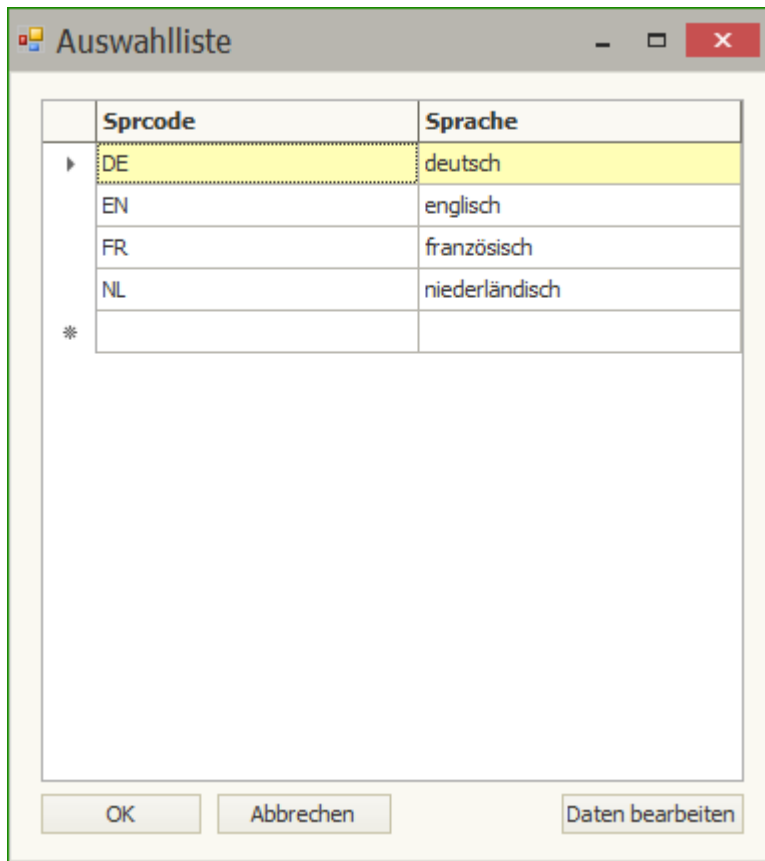 Auswahlliste
Sprcode Sprache
DE deutsch
EN englisch
FR französisch
NL niederländisch
OK Abbrechen Daten bearbeiten